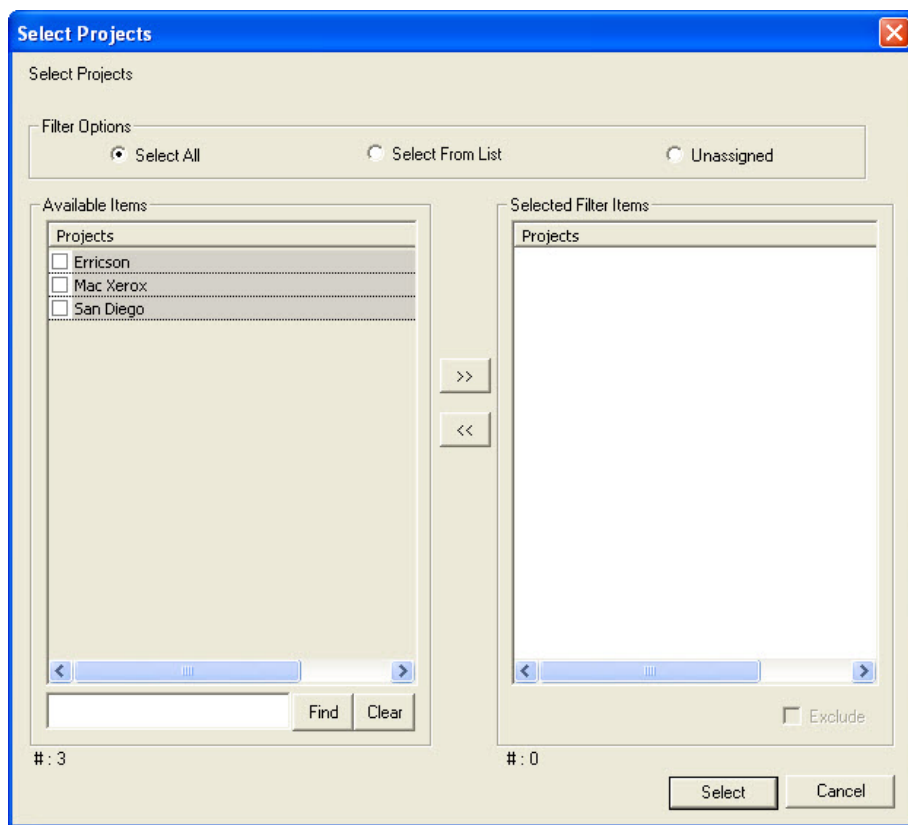 Select Projects
Select Projects
Filter Options
Select All
Select From List
Unassigned
Available Items
Projects
Erricson
Mac Xerox
San Diego
Find
Clear
# : 3
>>
<<
Selected Filter Items
Projects
Exclude
# : 0
Select
Cancel